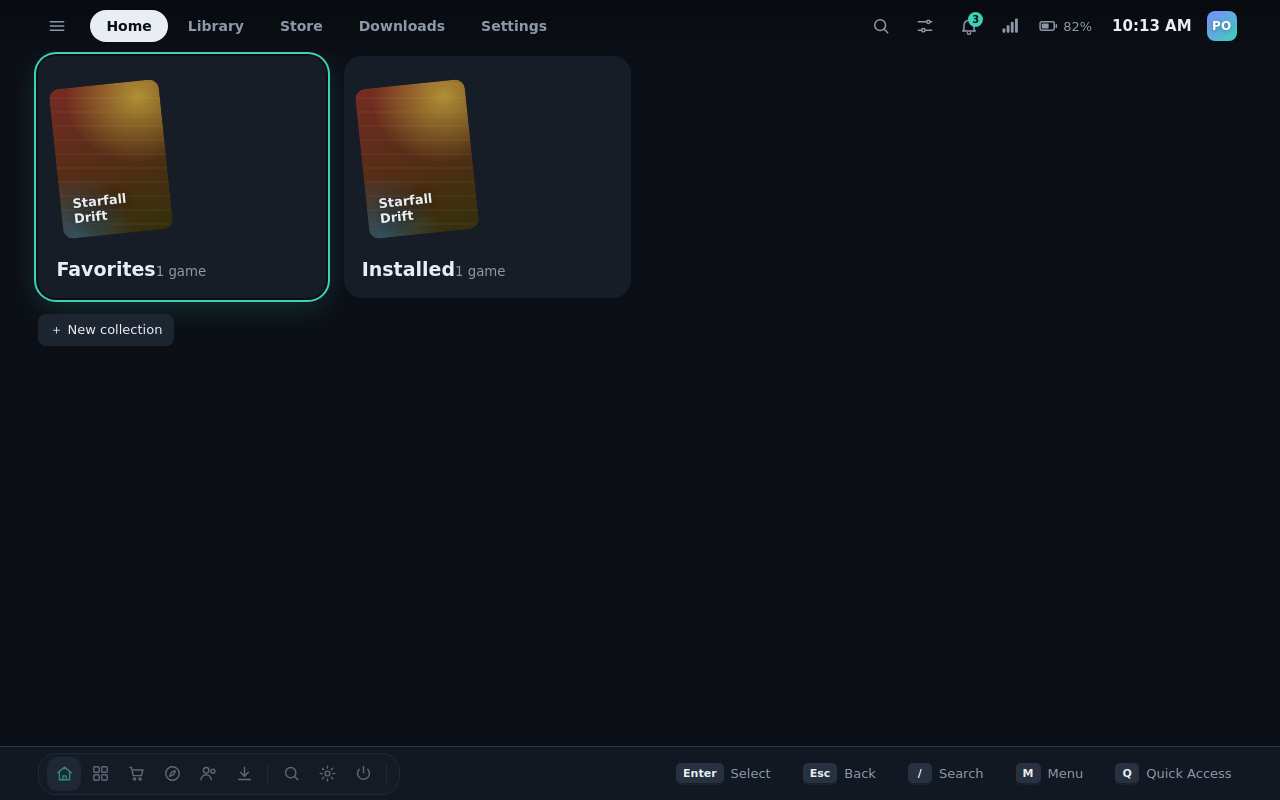 Home Library Store Downloads Settings 3 82% 10:13 AM PO
Starfall
Drift
Favorites 1 game
Starfall
Drift
Installed 1 game
+ New collection
Enter Select Esc Back / Search M Menu Q Quick Access